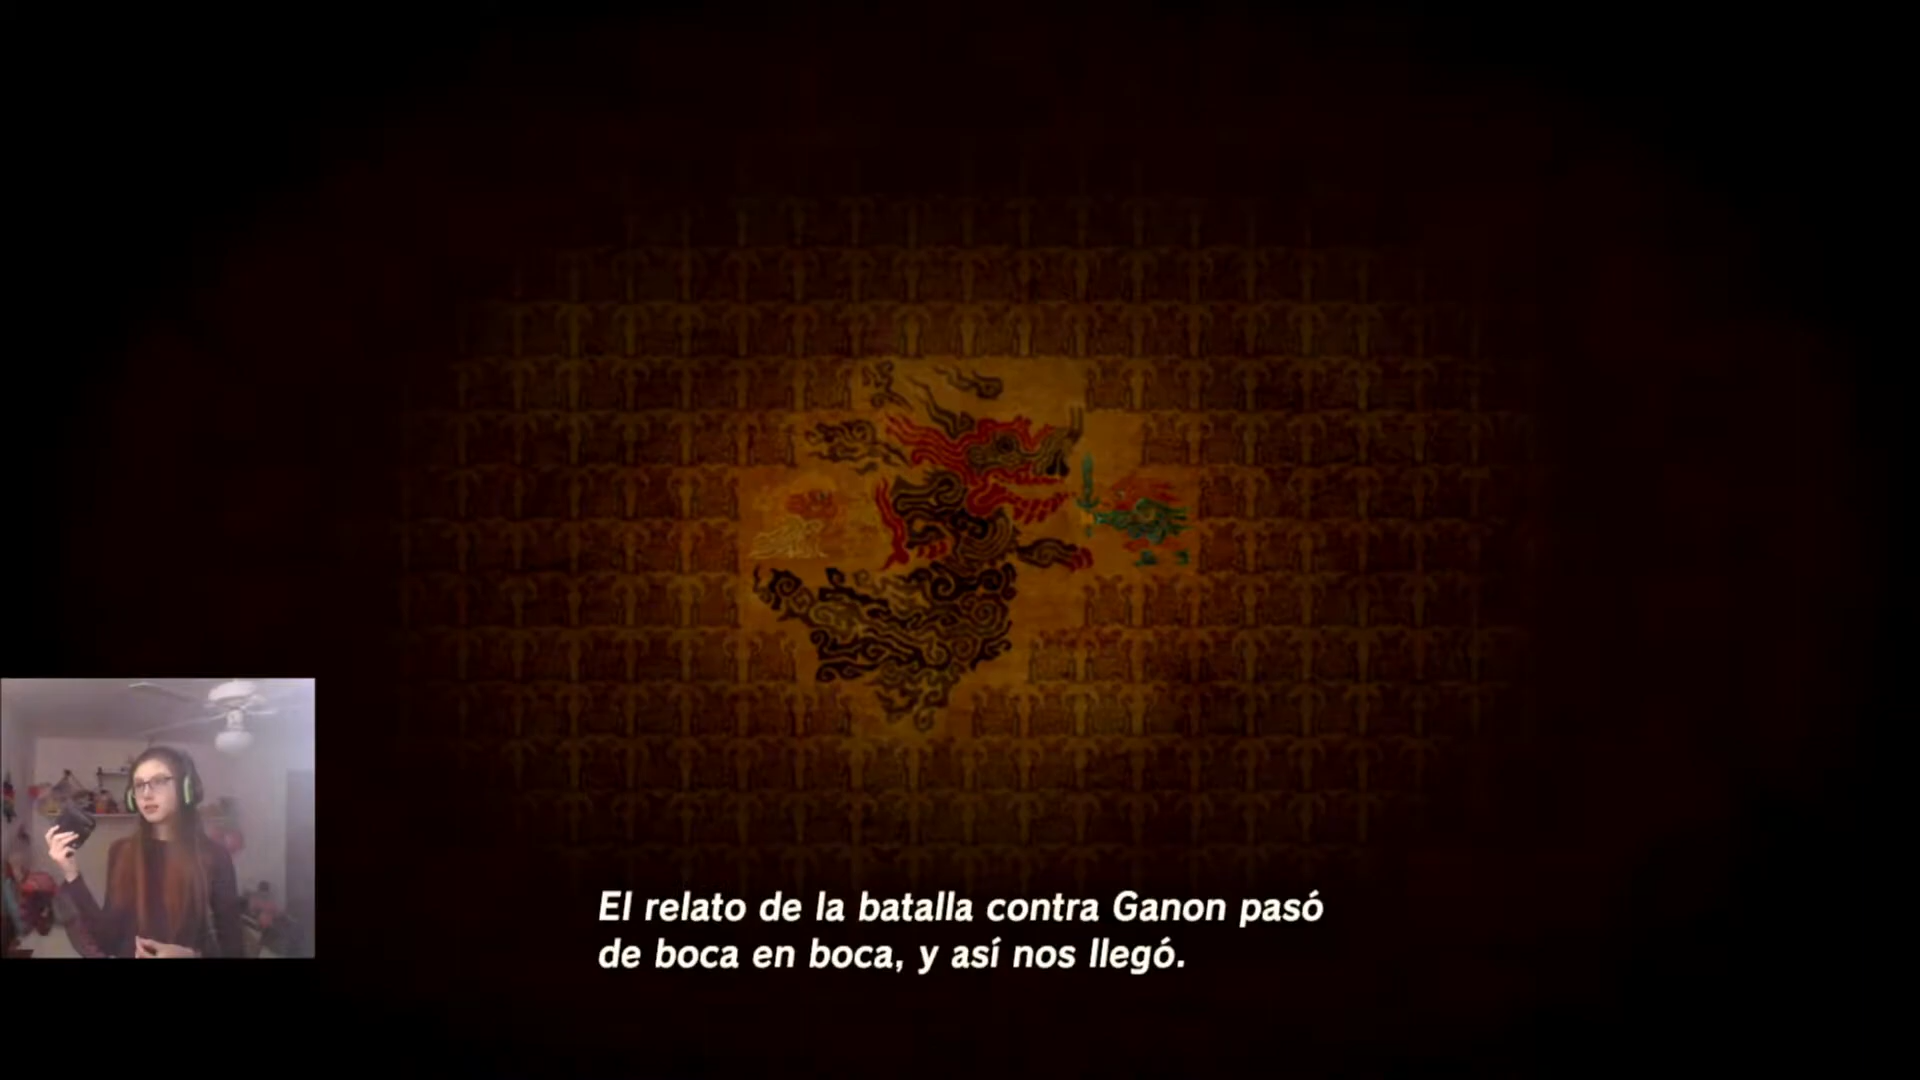 El relato de la batalla contra Ganon pasó
de boca en boca, y así nos llegó.